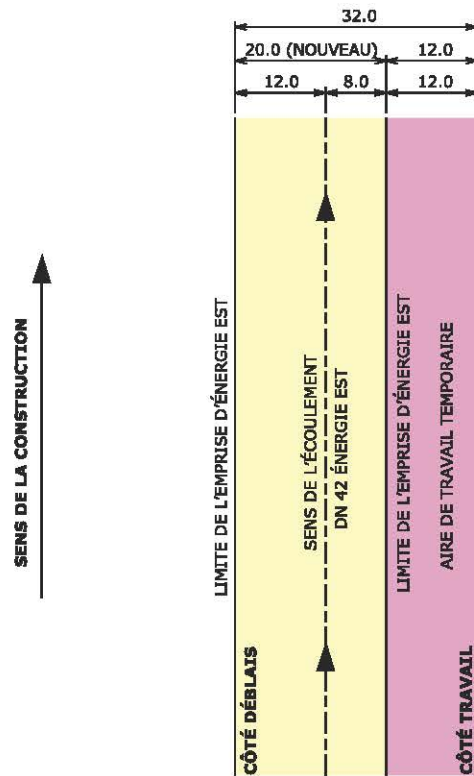 32.0
20.0 (NOUVEAU)
12.0
12.0
8.0
12.0
SENS DE LA CONSTRUCTION
LIMITE DE L'EMPRISE D'ÉNERGIE EST
CÔTÉ DÉBLAIS
SENS DE L'ÉCOULEMENT
DN 42 ÉNERGIE EST
LIMITE DE L'EMPRISE D'ÉNERGIE EST
AIRE DE TRAVAIL TEMPORAIRE
CÔTÉ TRAVAIL